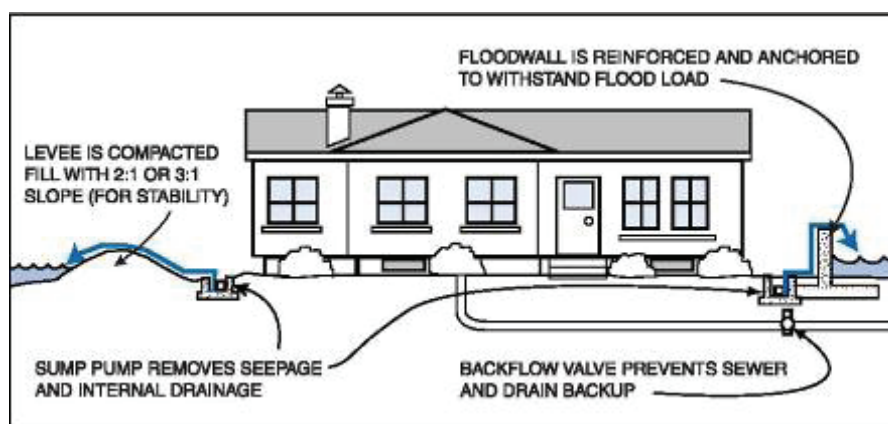 FLOODWALL IS REINFORCED AND ANCHORED
TO WITHSTAND FLOOD LOAD
LEVEE IS COMPACTED
FILL WITH 2:1 OR 3:1
SLOPE (FOR STABILITY)
SUMP PUMP REMOVES SEEPAGE
AND INTERNAL DRAINAGE
BACKFLOW VALVE PREVENTS SEWER
AND DRAIN BACKUP